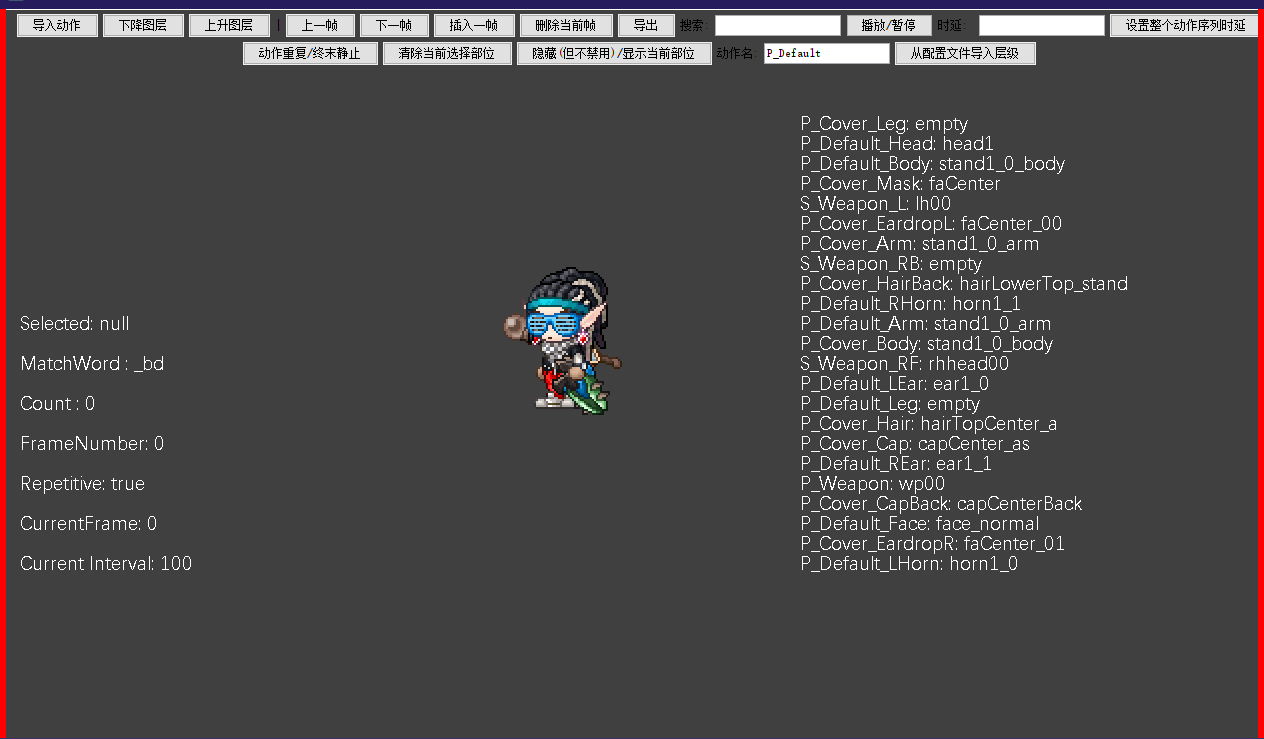 导入动作 下降图层 上升图层 | 上一帧 下一帧 插入一帧 删除当前帧 导出 搜索: 播放/暂停 时延: 设置整个动作序列时延
动作重复/终末静止 清除当前选择部位 隐藏(但不禁用)/显示当前部位 动作名: P_Default 从配置文件导入层级
Selected: null
MatchWord : _bd
Count : 0
FrameNumber: 0
Repetitive: true
CurrentFrame: 0
Current Interval: 100
P_Cover_Leg: empty
P_Default_Head: head1
P_Default_Body: stand1_0_body
P_Cover_Mask: faCenter
S_Weapon_L: lh00
P_Cover_EardropL: faCenter_00
P_Cover_Arm: stand1_0_arm
S_Weapon_RB: empty
P_Cover_HairBack: hairLowerTop_stand
P_Default_RHorn: horn1_1
P_Default_Arm: stand1_0_arm
P_Cover_Body: stand1_0_body
S_Weapon_RF: rhhead00
P_Default_LEar: ear1_0
P_Default_Leg: empty
P_Cover_Hair: hairTopCenter_a
P_Cover_Cap: capCenter_as
P_Default_REar: ear1_1
P_Weapon: wp00
P_Cover_CapBack: capCenterBack
P_Default_Face: face_normal
P_Cover_EardropR: faCenter_01
P_Default_LHorn: horn1_0